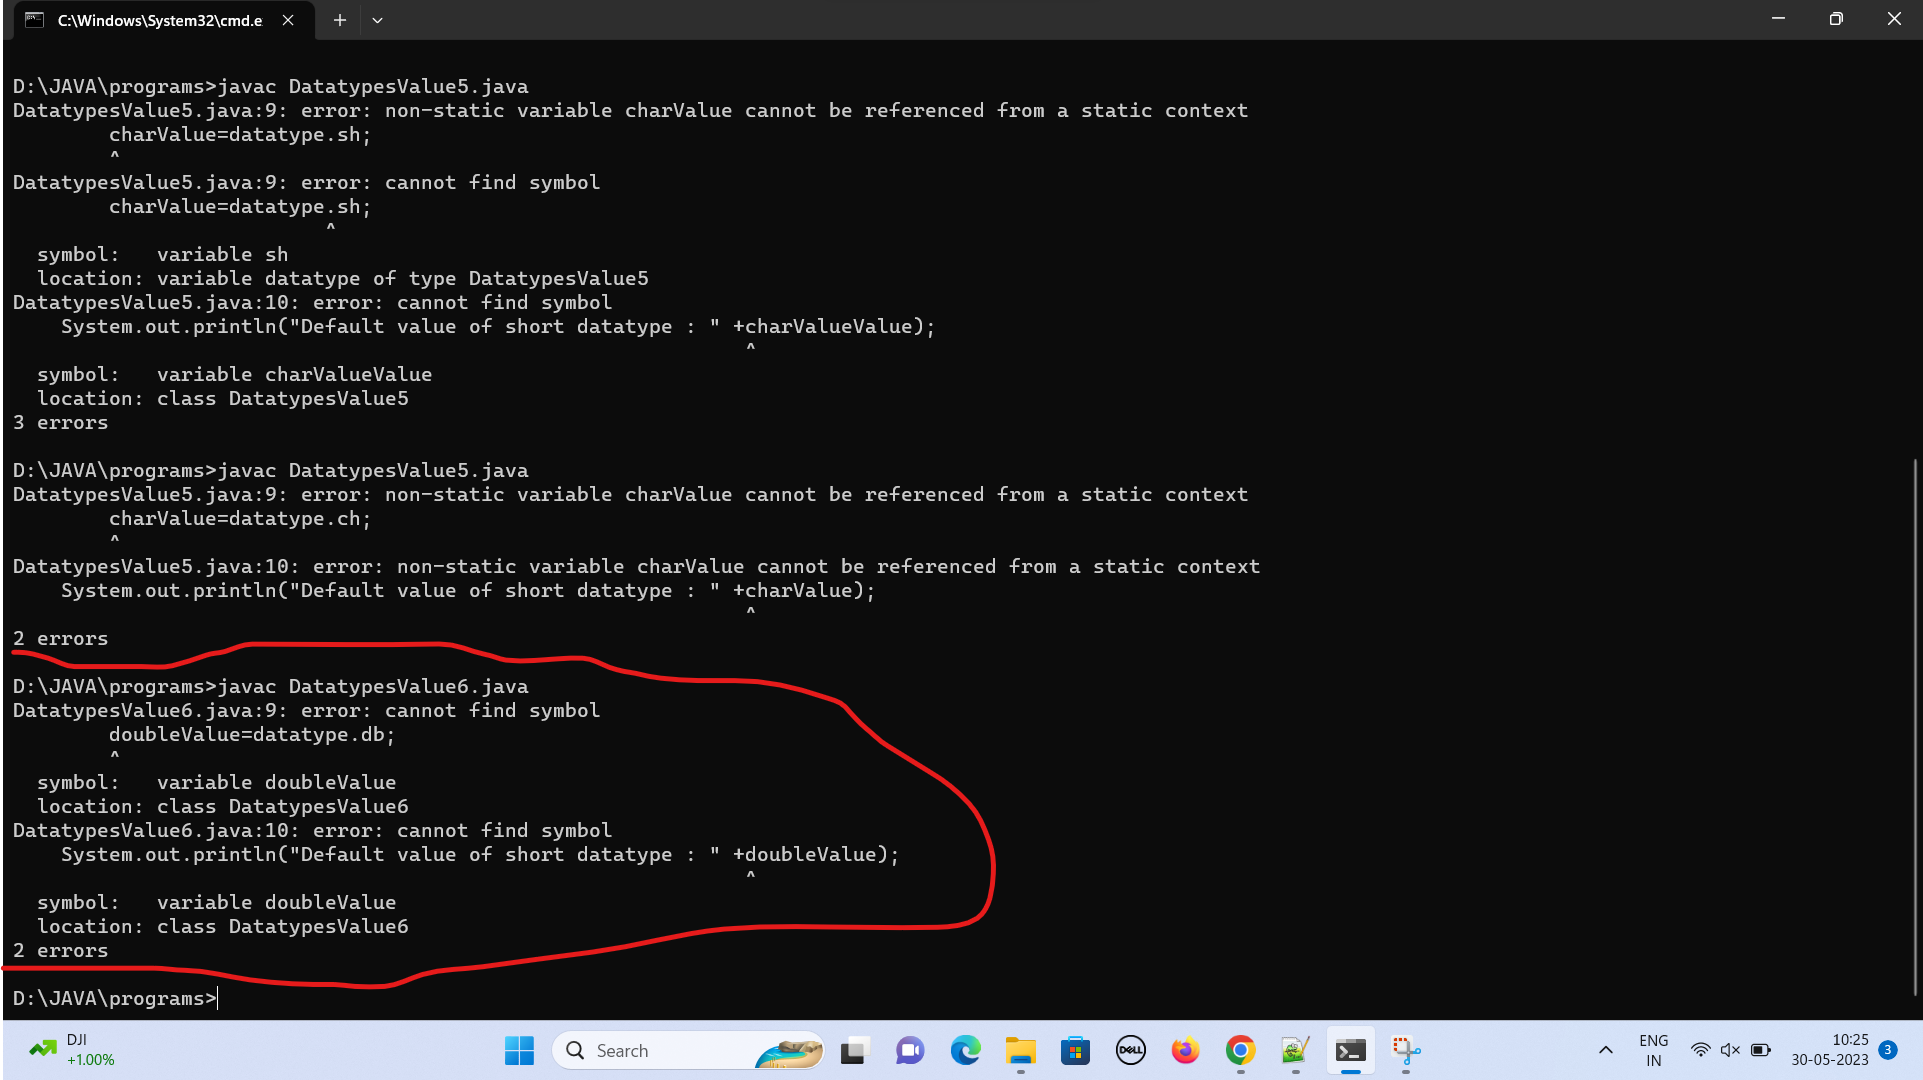 C:\Windows\System32\cmd.e
D:\JAVA\programs>javac DatatypesValue5.java
DatatypesValue5.java:9: error: non-static variable charValue cannot be referenced from a static context
        charValue=datatype.sh;
        ^
DatatypesValue5.java:9: error: cannot find symbol
        charValue=datatype.sh;
                          ^
  symbol:   variable sh
  location: variable datatype of type DatatypesValue5
DatatypesValue5.java:10: error: cannot find symbol
    System.out.println("Default value of short datatype : " +charValueValue);
                                                             ^
  symbol:   variable charValueValue
  location: class DatatypesValue5
3 errors
D:\JAVA\programs>javac DatatypesValue5.java
DatatypesValue5.java:9: error: non-static variable charValue cannot be referenced from a static context
        charValue=datatype.ch;
        ^
DatatypesValue5.java:10: error: non-static variable charValue cannot be referenced from a static context
    System.out.println("Default value of short datatype : " +charValue);
                                                             ^
2 errors
D:\JAVA\programs>javac DatatypesValue6.java
DatatypesValue6.java:9: error: cannot find symbol
        doubleValue=datatype.db;
        ^
  symbol:   variable doubleValue
  location: class DatatypesValue6
DatatypesValue6.java:10: error: cannot find symbol
    System.out.println("Default value of short datatype : " +doubleValue);
                                                             ^
  symbol:   variable doubleValue
  location: class DatatypesValue6
2 errors
D:\JAVA\programs>
DJI
+1.00%
Search
DELL
ENG
IN
10:25
30-05-2023
3